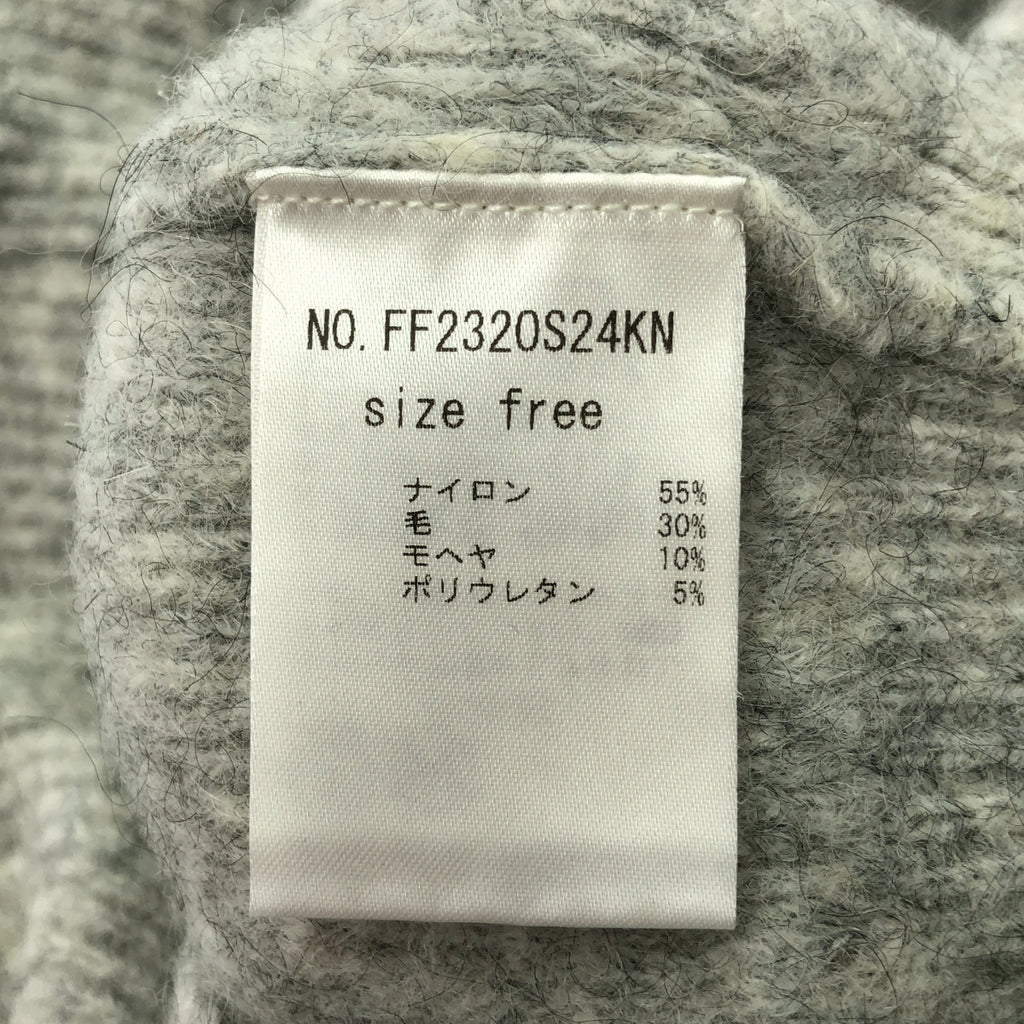 NO. FF2320S24KN
size free
ナイロン 55%
毛 30%
モヘヤ 10%
ポリウレタン 5%